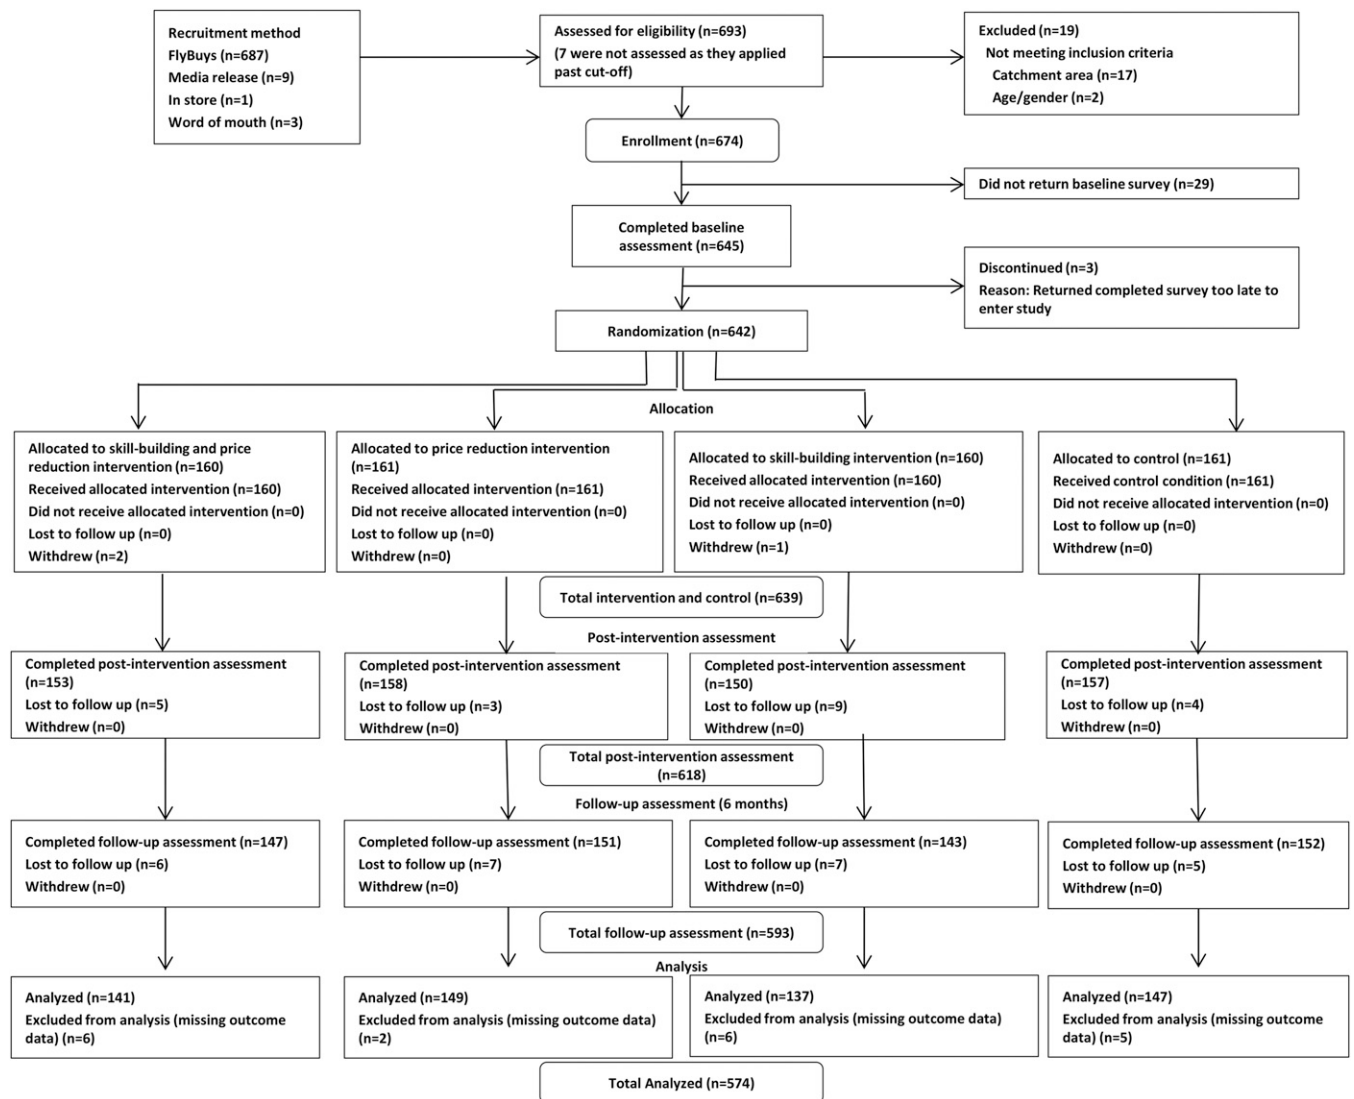 Recruitment method
FlyBuys (n=687)
Media release (n=9)
In store (n=1)
Word of mouth (n=3)
Assessed for eligibility (n=693)
(7 were not assessed as they applied
past cut-off)
Excluded (n=19)
Not meeting inclusion criteria
Catchment area (n=17)
Age/gender (n=2)
Enrollment (n=674)
Did not return baseline survey (n=29)
Completed baseline
assessment (n=645)
Discontinued (n=3)
Reason: Returned completed survey too late to
enter study
Randomization (n=642)
Allocation
Allocated to skill-building and price
reduction intervention (n=160)
Received allocated intervention (n=160)
Did not receive allocated intervention (n=0)
Lost to follow up (n=0)
Withdrew (n=2)
Allocated to price reduction intervention
(n=161)
Received allocated intervention (n=161)
Did not receive allocated intervention (n=0)
Lost to follow up (n=0)
Withdrew (n=0)
Allocated to skill-building intervention (n=160)
Received allocated intervention (n=160)
Did not receive allocated intervention (n=0)
Lost to follow up (n=0)
Withdrew (n=1)
Allocated to control (n=161)
Received control condition (n=161)
Did not receive allocated intervention (n=0)
Lost to follow up (n=0)
Withdrew (n=0)
Total intervention and control (n=639)
Post-intervention assessment
Completed post-intervention assessment
(n=153)
Lost to follow up (n=5)
Withdrew (n=0)
Completed post-intervention assessment
(n=158)
Lost to follow up (n=3)
Withdrew (n=0)
Completed post-intervention assessment
(n=150)
Lost to follow up (n=9)
Withdrew (n=0)
Completed post-intervention assessment
(n=157)
Lost to follow up (n=4)
Withdrew (n=0)
Total post-intervention assessment
(n=618)
Follow-up assessment (6 months)
Completed follow-up assessment (n=147)
Lost to follow up (n=6)
Withdrew (n=0)
Completed follow-up assessment (n=151)
Lost to follow up (n=7)
Withdrew (n=0)
Completed follow-up assessment (n=143)
Lost to follow up (n=7)
Withdrew (n=0)
Completed follow-up assessment (n=152)
Lost to follow up (n=5)
Withdrew (n=0)
Total follow-up assessment (n=593)
Analysis
Analyzed (n=141)
Excluded from analysis (missing outcome
data) (n=6)
Analyzed (n=149)
Excluded from analysis (missing outcome data)
(n=2)
Analyzed (n=137)
Excluded from analysis (missing outcome data)
(n=6)
Analyzed (n=147)
Excluded from analysis (missing outcome
data) (n=5)
Total Analyzed (n=574)